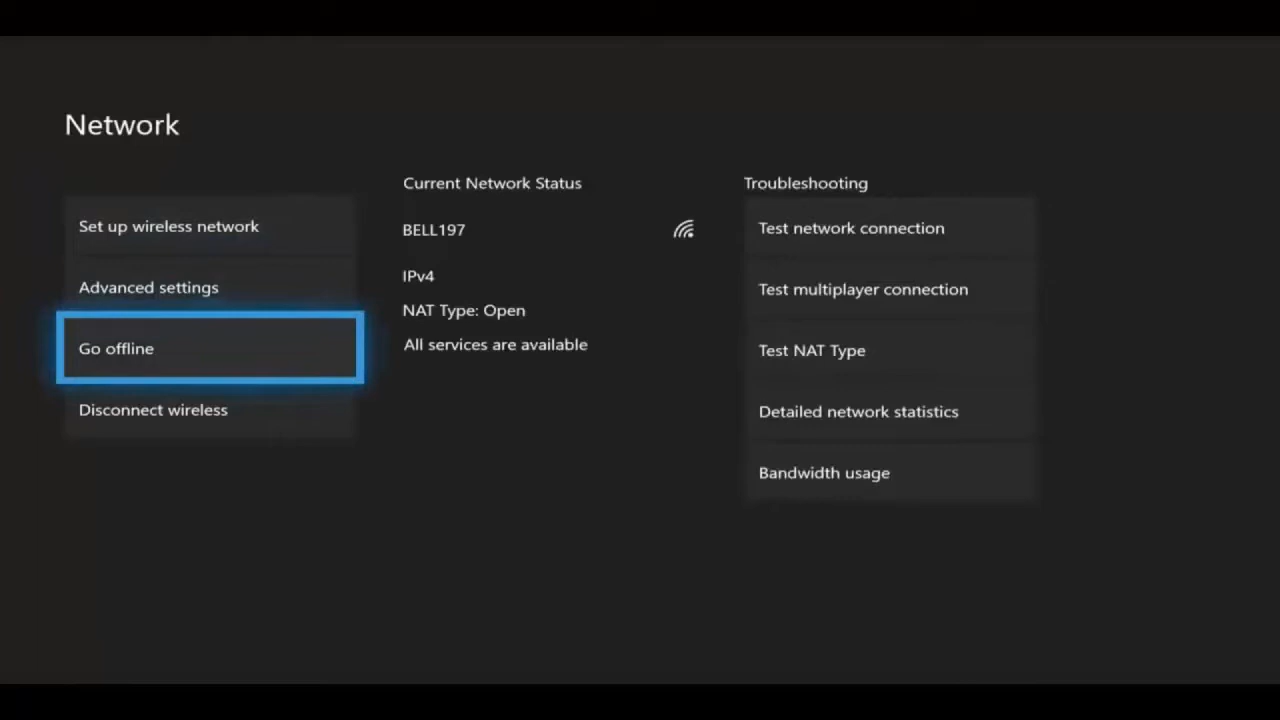 Network
Set up wireless network
Advanced settings
Go offline
Disconnect wireless
Current Network Status
BELL197
IPv4
NAT Type: Open
All services are available
Troubleshooting
Test network connection
Test multiplayer connection
Test NAT Type
Detailed network statistics
Bandwidth usage